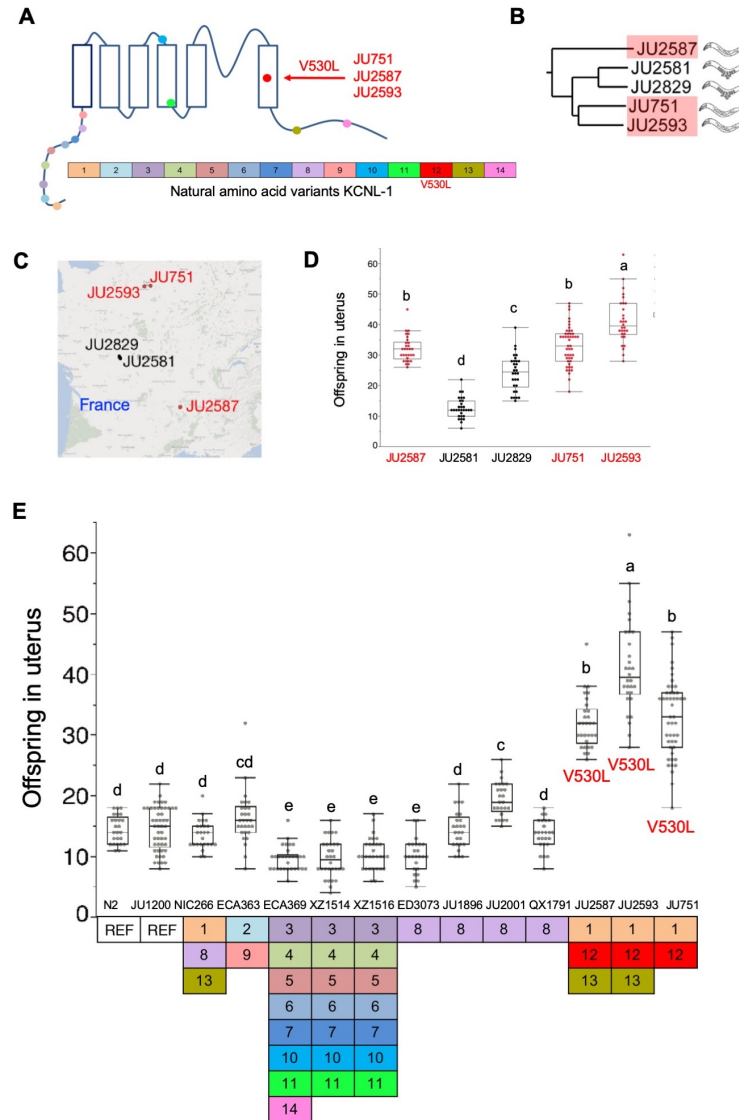 A
V530L
JU751
JU2587
JU2593
1 2 3 4 5 6 7 8 9 10 11 12 13 14
Natural amino acid variants KCNL-1
V530L
B
JU2587
JU2581
JU2829
JU751
JU2593
C
JU751
JU2593
JU2829
JU2581
France
JU2587
D
Offspring in uterus
60
50
40
30
20
10
0
b
d
c
b
a
JU2587 JU2581 JU2829 JU751 JU2593
E
Offspring in uterus
60
50
40
30
20
10
0
d d d cd e e e e d c d b a b
V530L V530L V530L
N2 JU1200 NIC266 ECA363 ECA369 XZ1514 XZ1516 ED3073 JU1896 JU2001 QX1791 JU2587 JU2593 JU751
REF REF 1 2 3 3 3 8 8 8 8 1 1 1
8 9 4 4 4 12 12 12
13 5 5 5 13 13
6 6 6
7 7 7
10 10 10
11 11 11
14